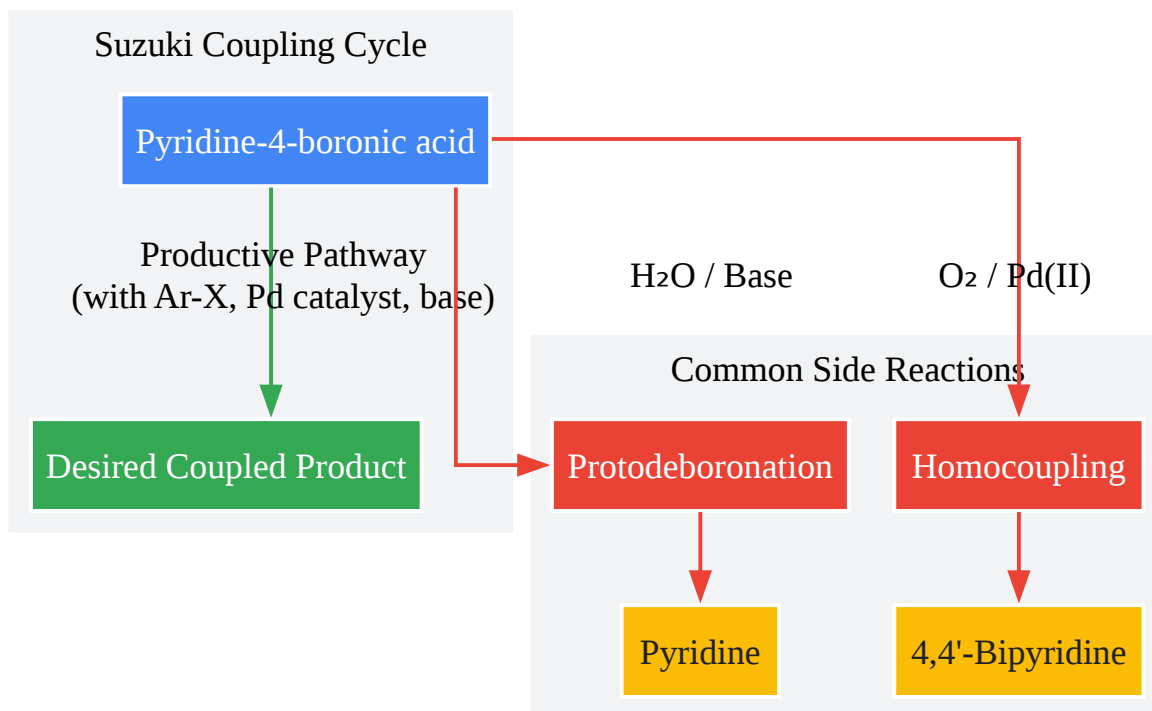 Suzuki Coupling Cycle
Pyridine-4-boronic acid
Productive Pathway
(with Ar-X, Pd catalyst, base)
H₂O / Base
O₂ / Pd(II)
Common Side Reactions
Desired Coupled Product
Protodeboronation
Homocoupling
Pyridine
4,4'-Bipyridine